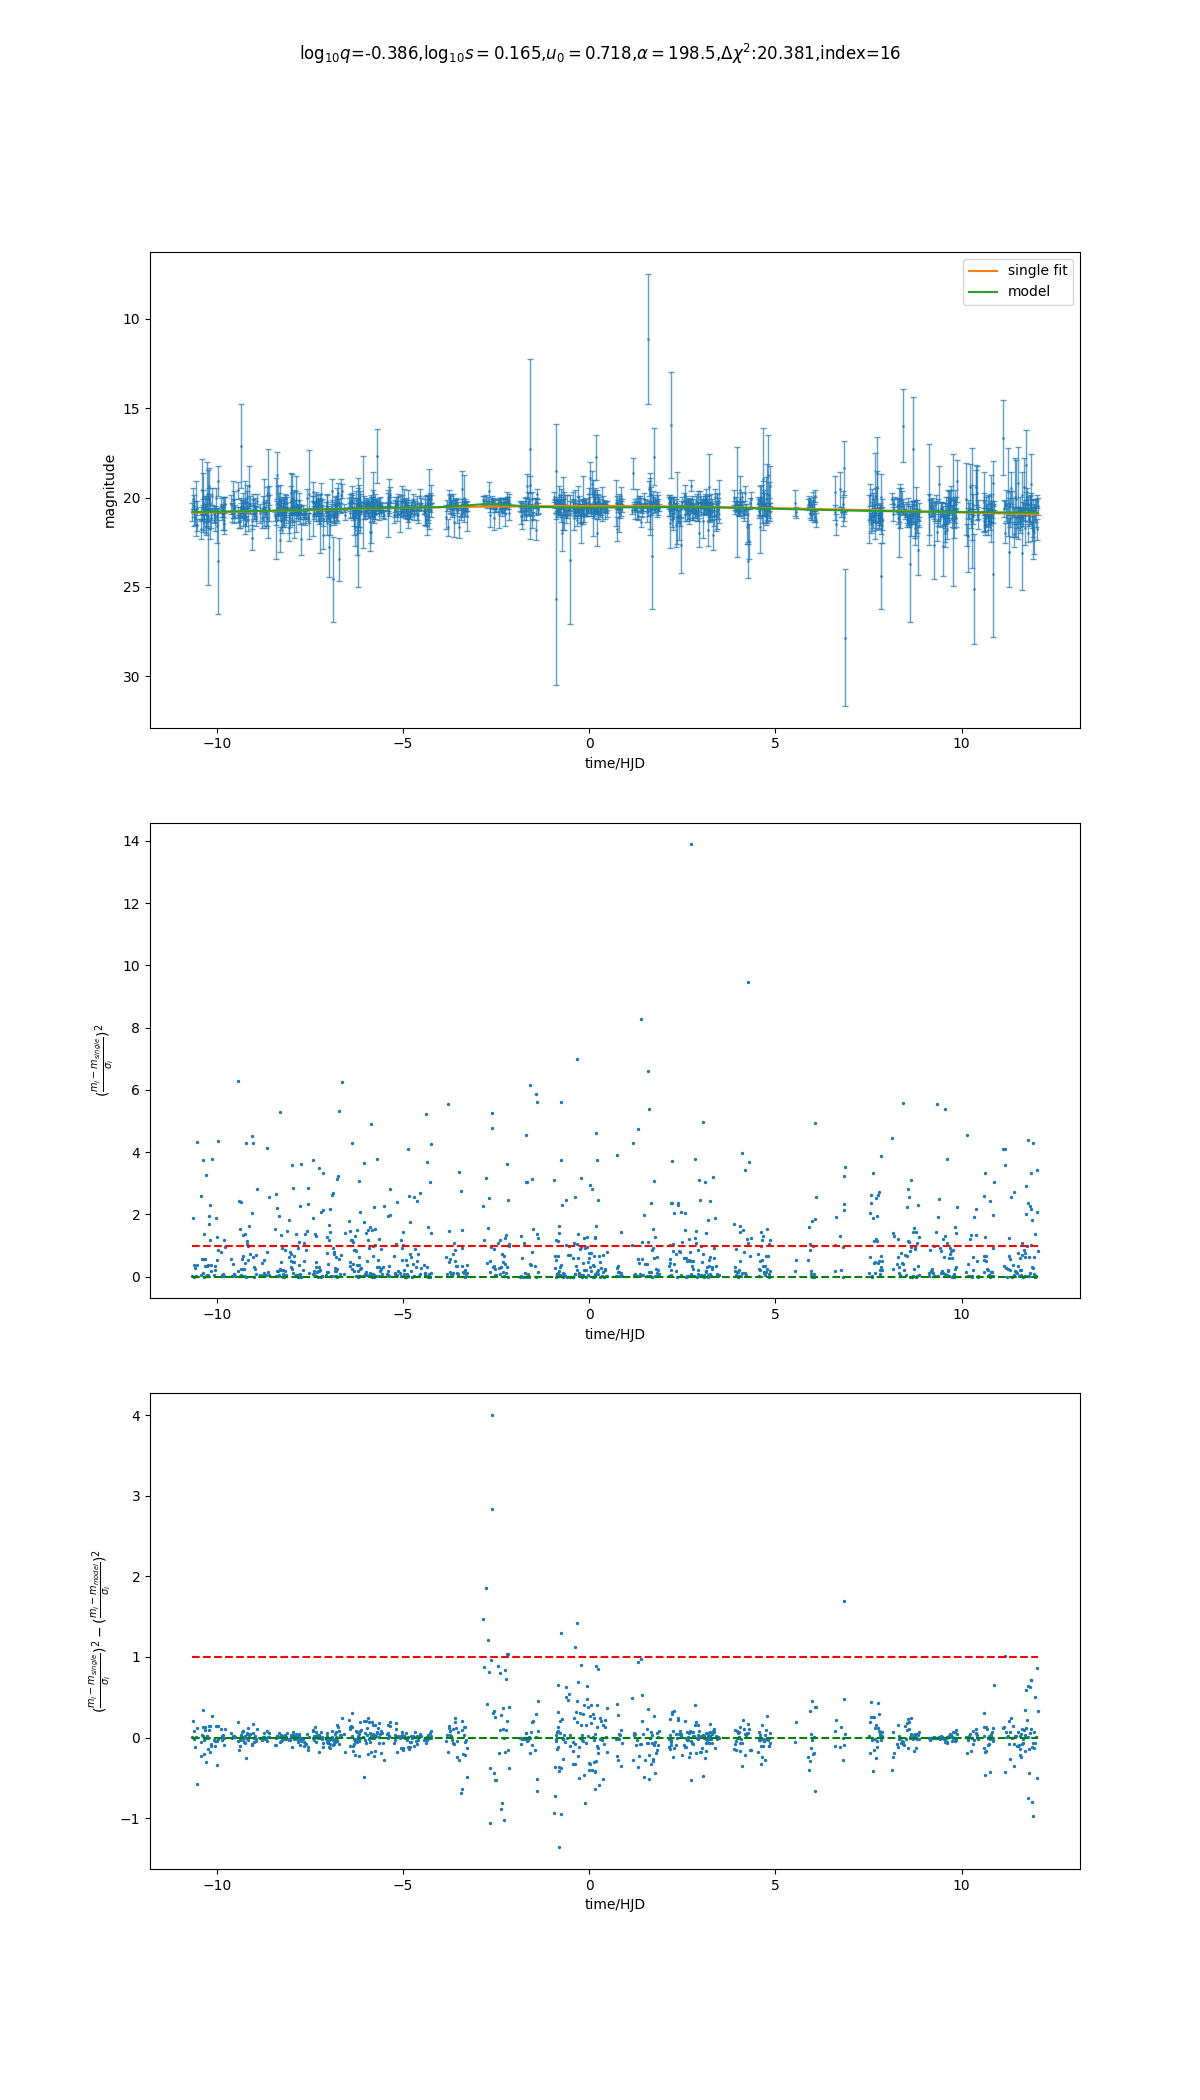 log₁₀q=-0.386,log₁₀s = 0.165,u₀ = 0.718,α = 198.5,Δχ²:20.381,index=16
single fit
model
10
15
20
25
30
magnitude
−10 −5 0 5 10
time/HJD
14
12
10
8
6
4
2
0
(mᵢ − m_single / σᵢ)²
−10 −5 0 5 10
time/HJD
4
3
2
1
0
−1
(mᵢ − m_single / σᵢ)² − (mᵢ − m_model / σᵢ)²
−10 −5 0 5 10
time/HJD